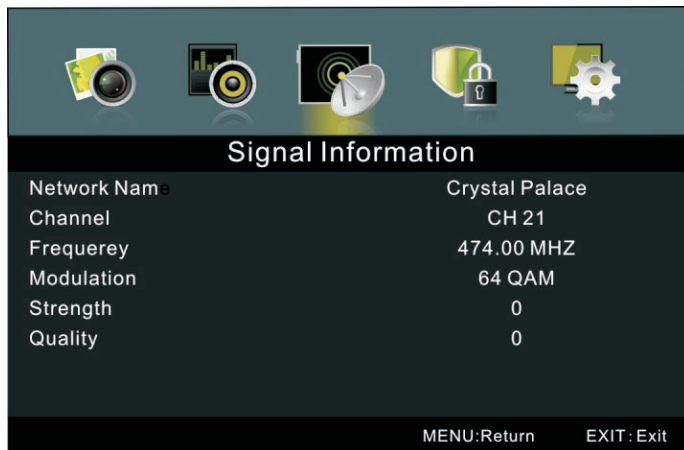 Signal Information
Network Name Crystal Palace
Channel CH 21
Frequerey 474.00 MHZ
Modulation 64 QAM
Strength 0
Quality 0
MENU:Return EXIT:Exit